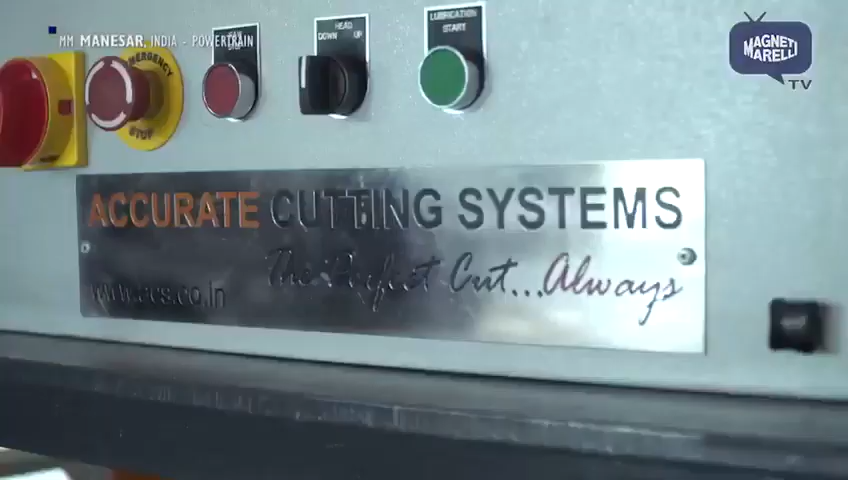 MM MANESAR, INDIA - POWERTRAIN
MAGNETI
MARELLI
TV
HEAD
DOWN UP
LUBRICATION
START
EMERGENCY
STOP
ACCURATE CUTTING SYSTEMS
The Perfect Cut...Always
www.acs.co.in